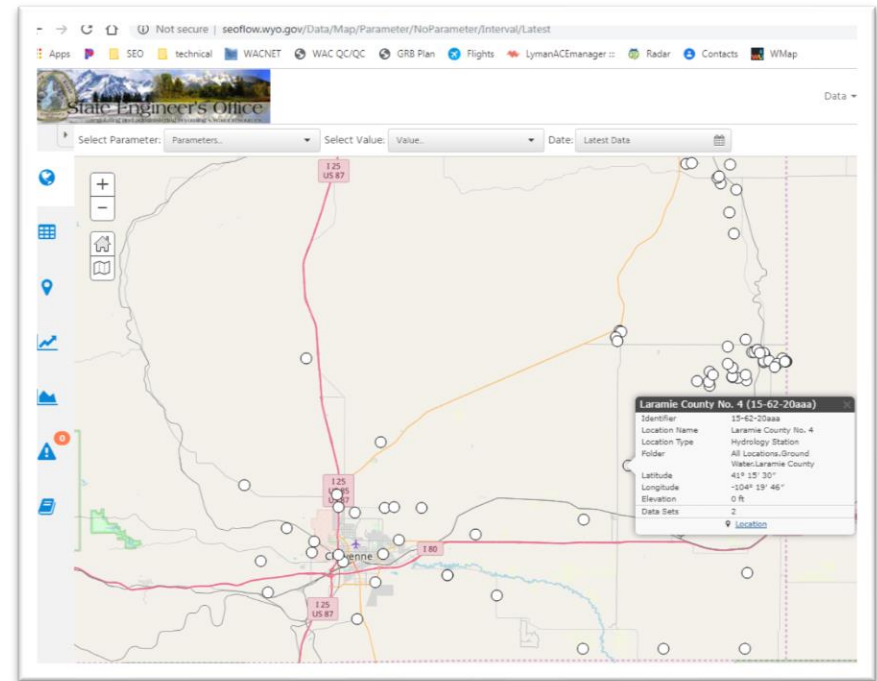 Not secure | seoflow.wyo.gov/Data/Map/Parameter/NoParameter/Interval/Latest
Apps SEO technical WACNET WAC QC/QC GRB Plan Flights LymanACEmanager :: Radar Contacts WMap
State Engineer's Office
Data
Select Parameter: Parameters.. Select Value: Value.. Date: Latest Data
I 25
US 87
+
−
0
Laramie County No. 4 (15-62-20aaa)
Identifier 15-62-20aaa
Location Name Laramie County No. 4
Location Type Hydrology Station
Folder All Locations.Ground
Water.Laramie County
Latitude 41° 15' 30"
Longitude -104° 19' 46"
Elevation 0 ft
Data Sets 2
Location
I 25
US 87
I 80
I 25
US 87